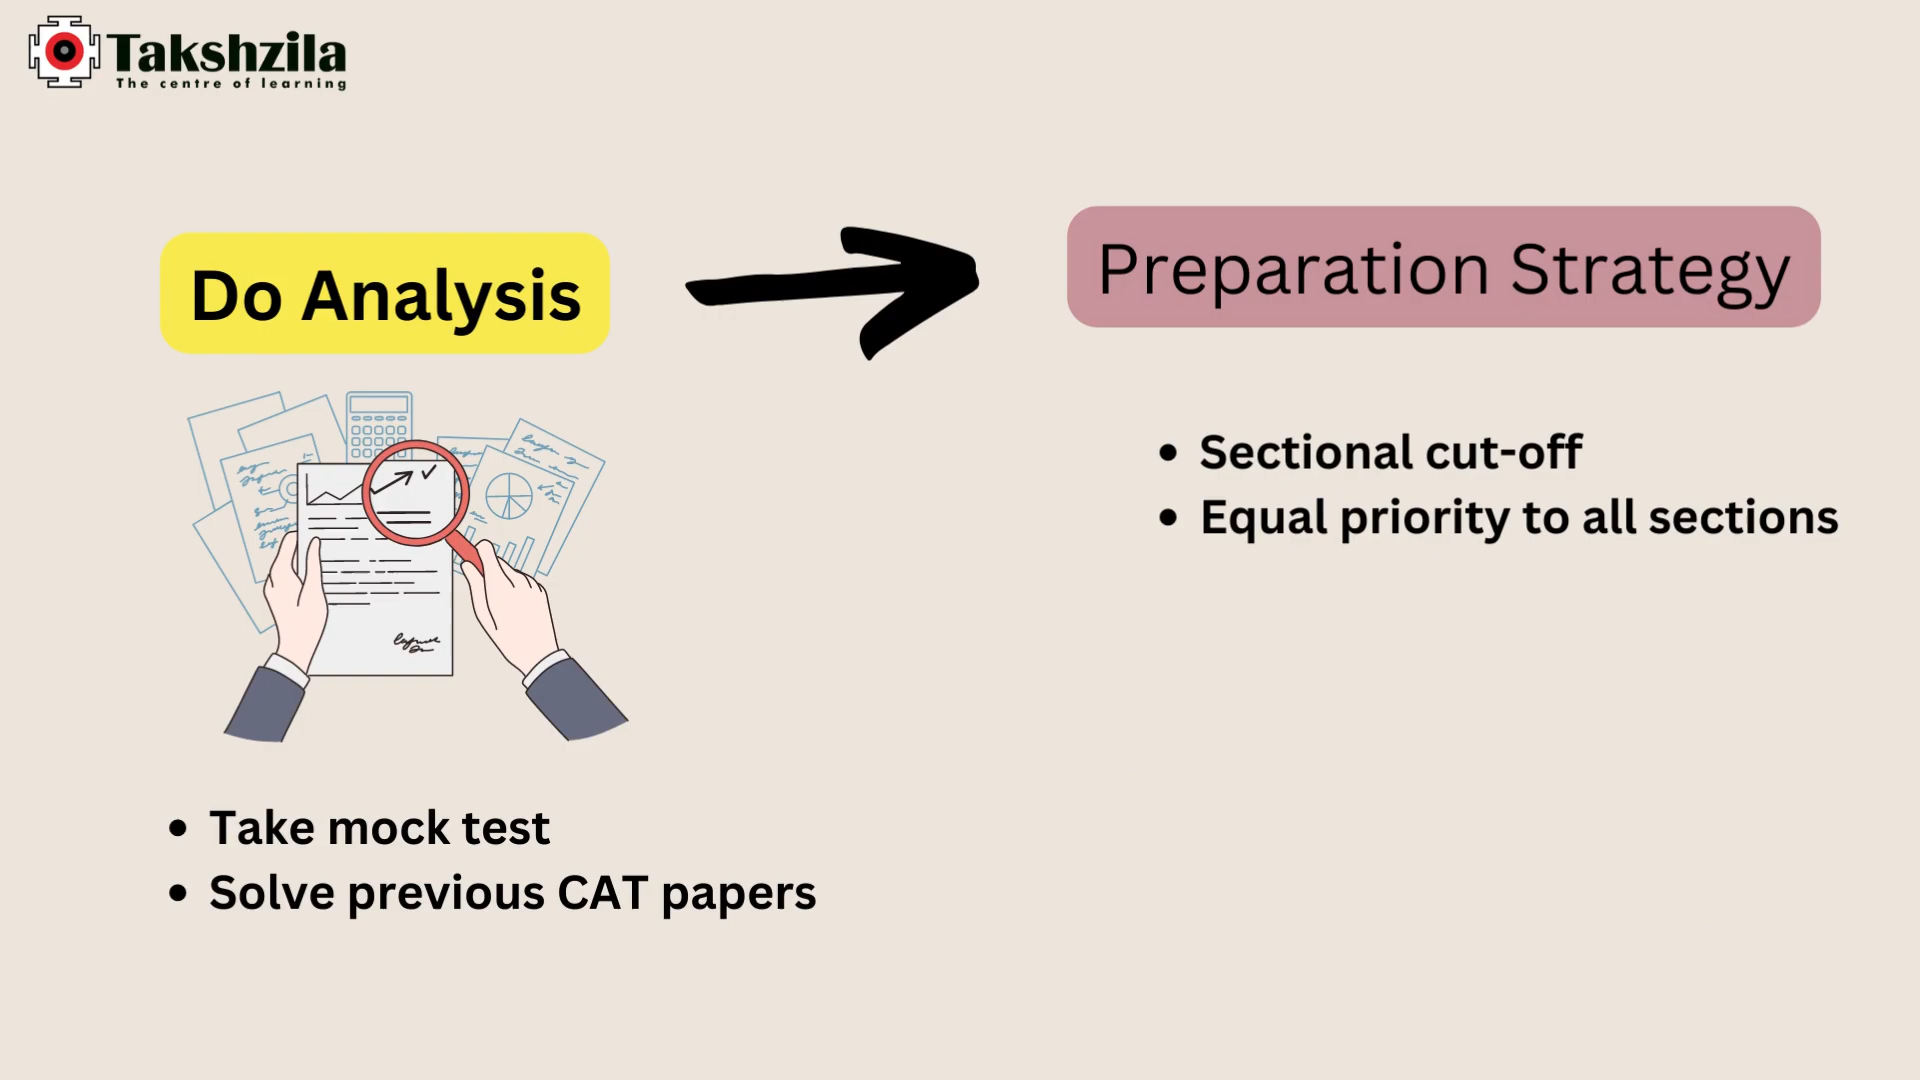 Takshzila
The centre of learning
Do Analysis
Preparation Strategy
• Sectional cut-off
• Equal priority to all sections
• Take mock test
• Solve previous CAT papers